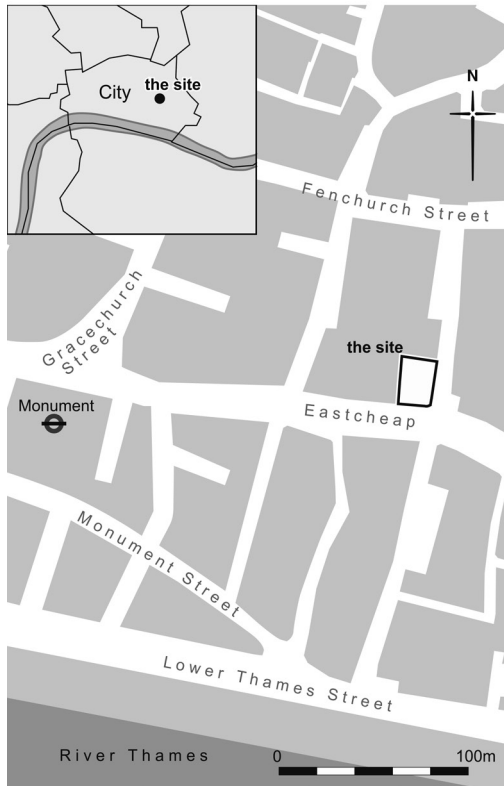 City
the site
N
Fenchurch Street
Gracechurch
Street
the site
Monument
Eastcheap
Monument Street
Lower Thames Street
River Thames
0 100m